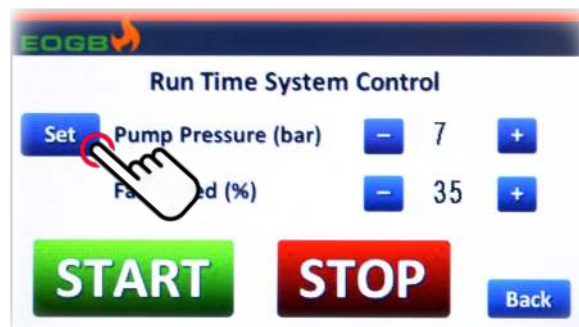 EOGB
Run Time System Control
Set Pump Pressure (bar) – 7 +
(%) – 35 +
START STOP Back